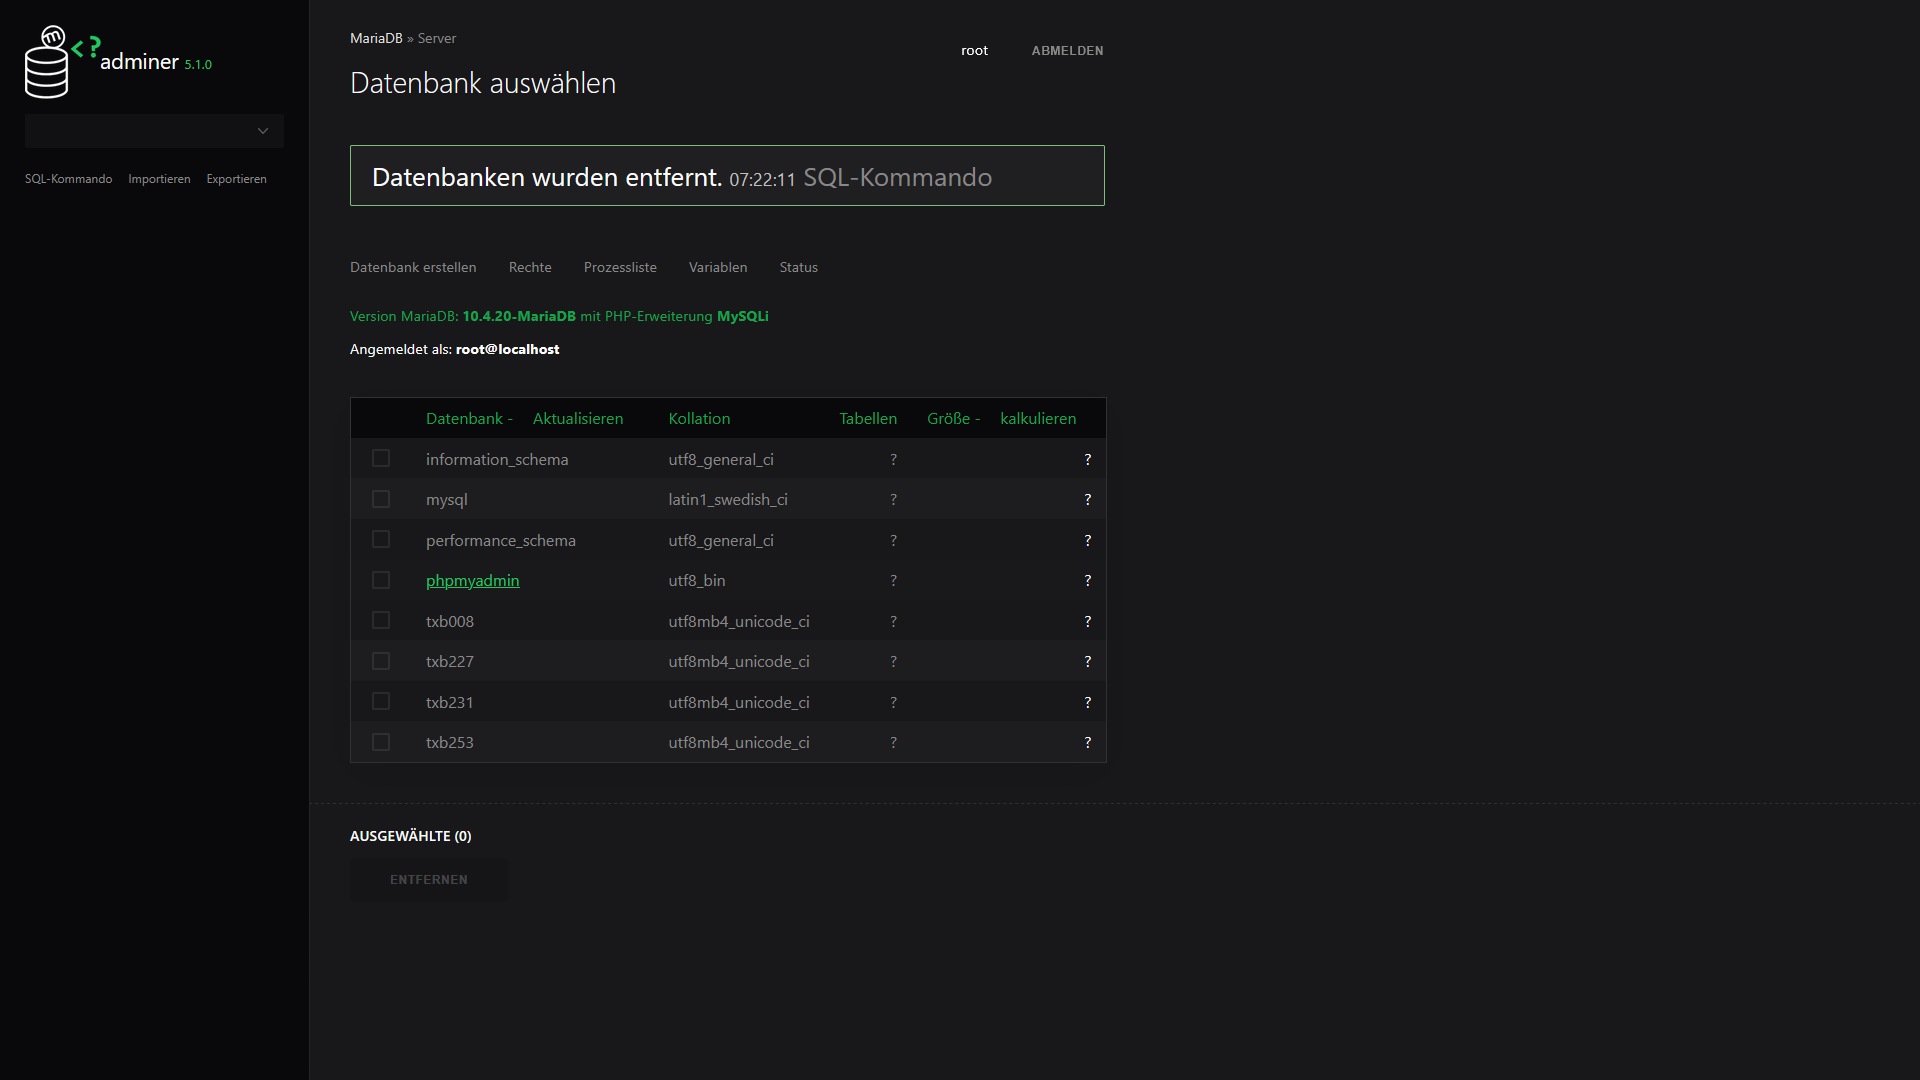 adminer 5.1.0
SQL-Kommando Importieren Exportieren
MariaDB » Server
root ABMELDEN
Datenbank auswählen
Datenbanken wurden entfernt. 07:22:11 SQL-Kommando
Datenbank erstellen Rechte Prozessliste Variablen Status
Version MariaDB: 10.4.20-MariaDB mit PHP-Erweiterung MySQLi
Angemeldet als: root@localhost
Datenbank - Aktualisieren Kollation Tabellen Größe - kalkulieren
information_schema utf8_general_ci ? ?
mysql latin1_swedish_ci ? ?
performance_schema utf8_general_ci ? ?
phpmyadmin utf8_bin ? ?
txb008 utf8mb4_unicode_ci ? ?
txb227 utf8mb4_unicode_ci ? ?
txb231 utf8mb4_unicode_ci ? ?
txb253 utf8mb4_unicode_ci ? ?
AUSGEWÄHLTE (0)
ENTFERNEN